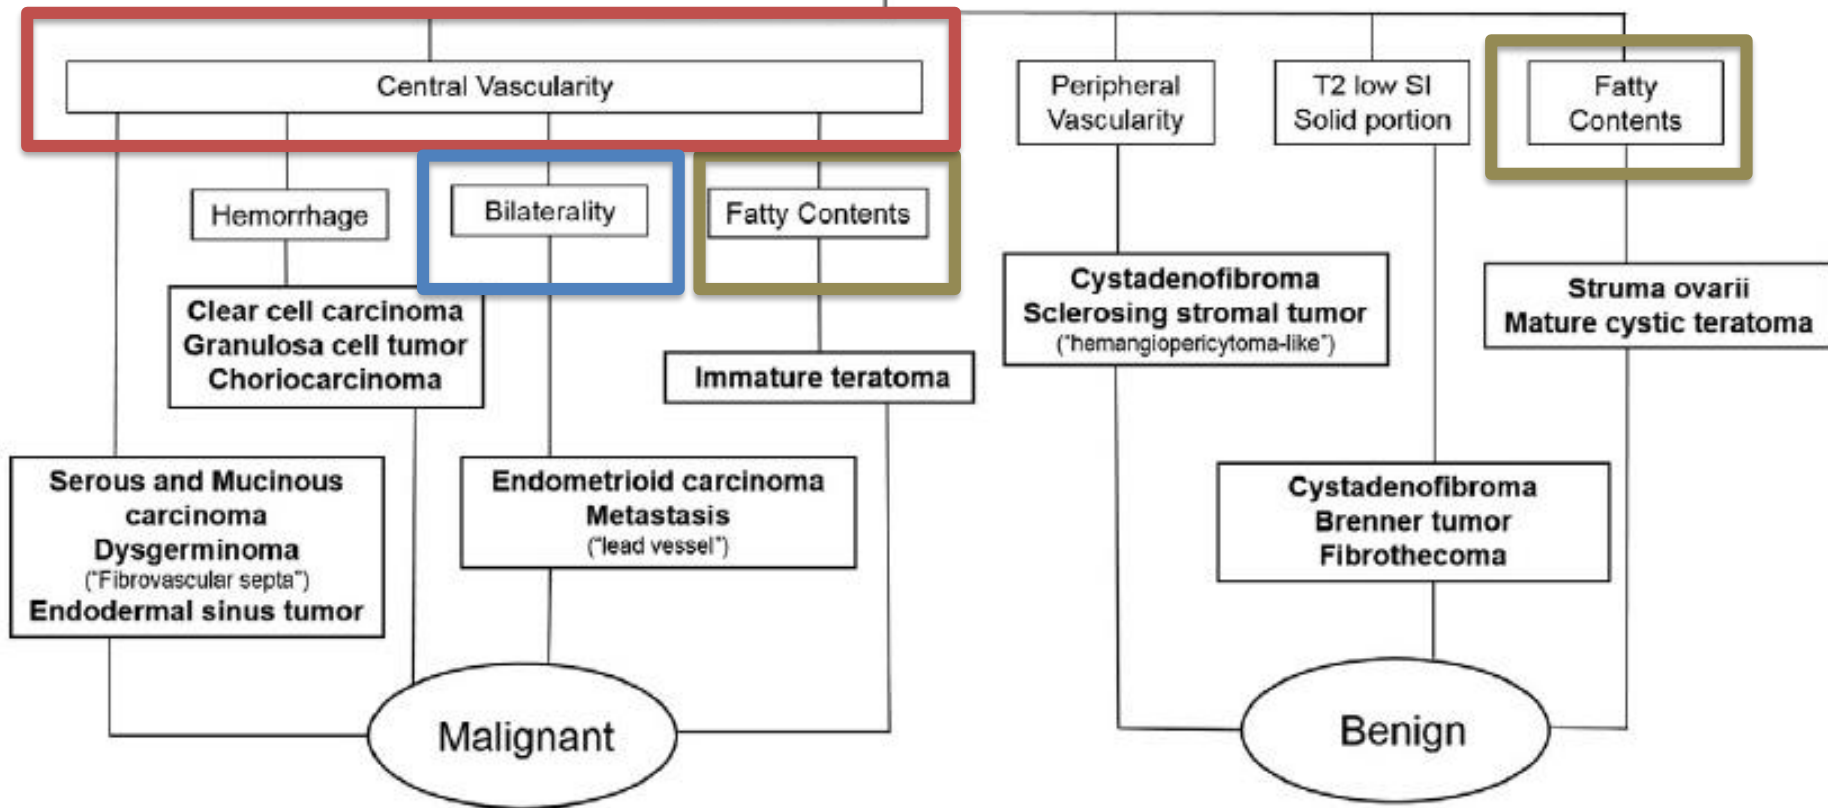 Central Vascularity
Peripheral
Vascularity
T2 low SI
Solid portion
Fatty
Contents
Hemorrhage
Bilaterality
Fatty Contents
Clear cell carcinoma
Granulosa cell tumor
Choriocarcinoma
Immature teratoma
Cystadenofibroma
Sclerosing stromal tumor
("hemangiopericytoma-like")
Struma ovarii
Mature cystic teratoma
Serous and Mucinous
carcinoma
Dysgerminoma
("Fibrovascular septa")
Endodermal sinus tumor
Endometrioid carcinoma
Metastasis
("lead vessel")
Cystadenofibroma
Brenner tumor
Fibrothecoma
Malignant
Benign